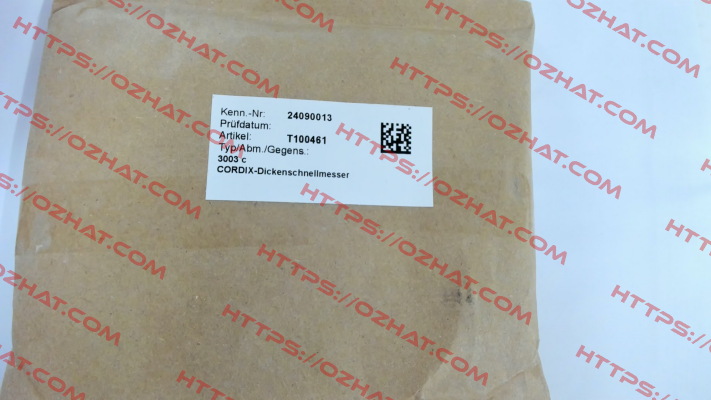 Kenn.-Nr: 24090013
Prüfdatum:
Artikel: T100461
Typ/Abm./Gegens.:
3003 c
CORDIX-Dickenschnellmesser
HTTPS://OZHAT.COM